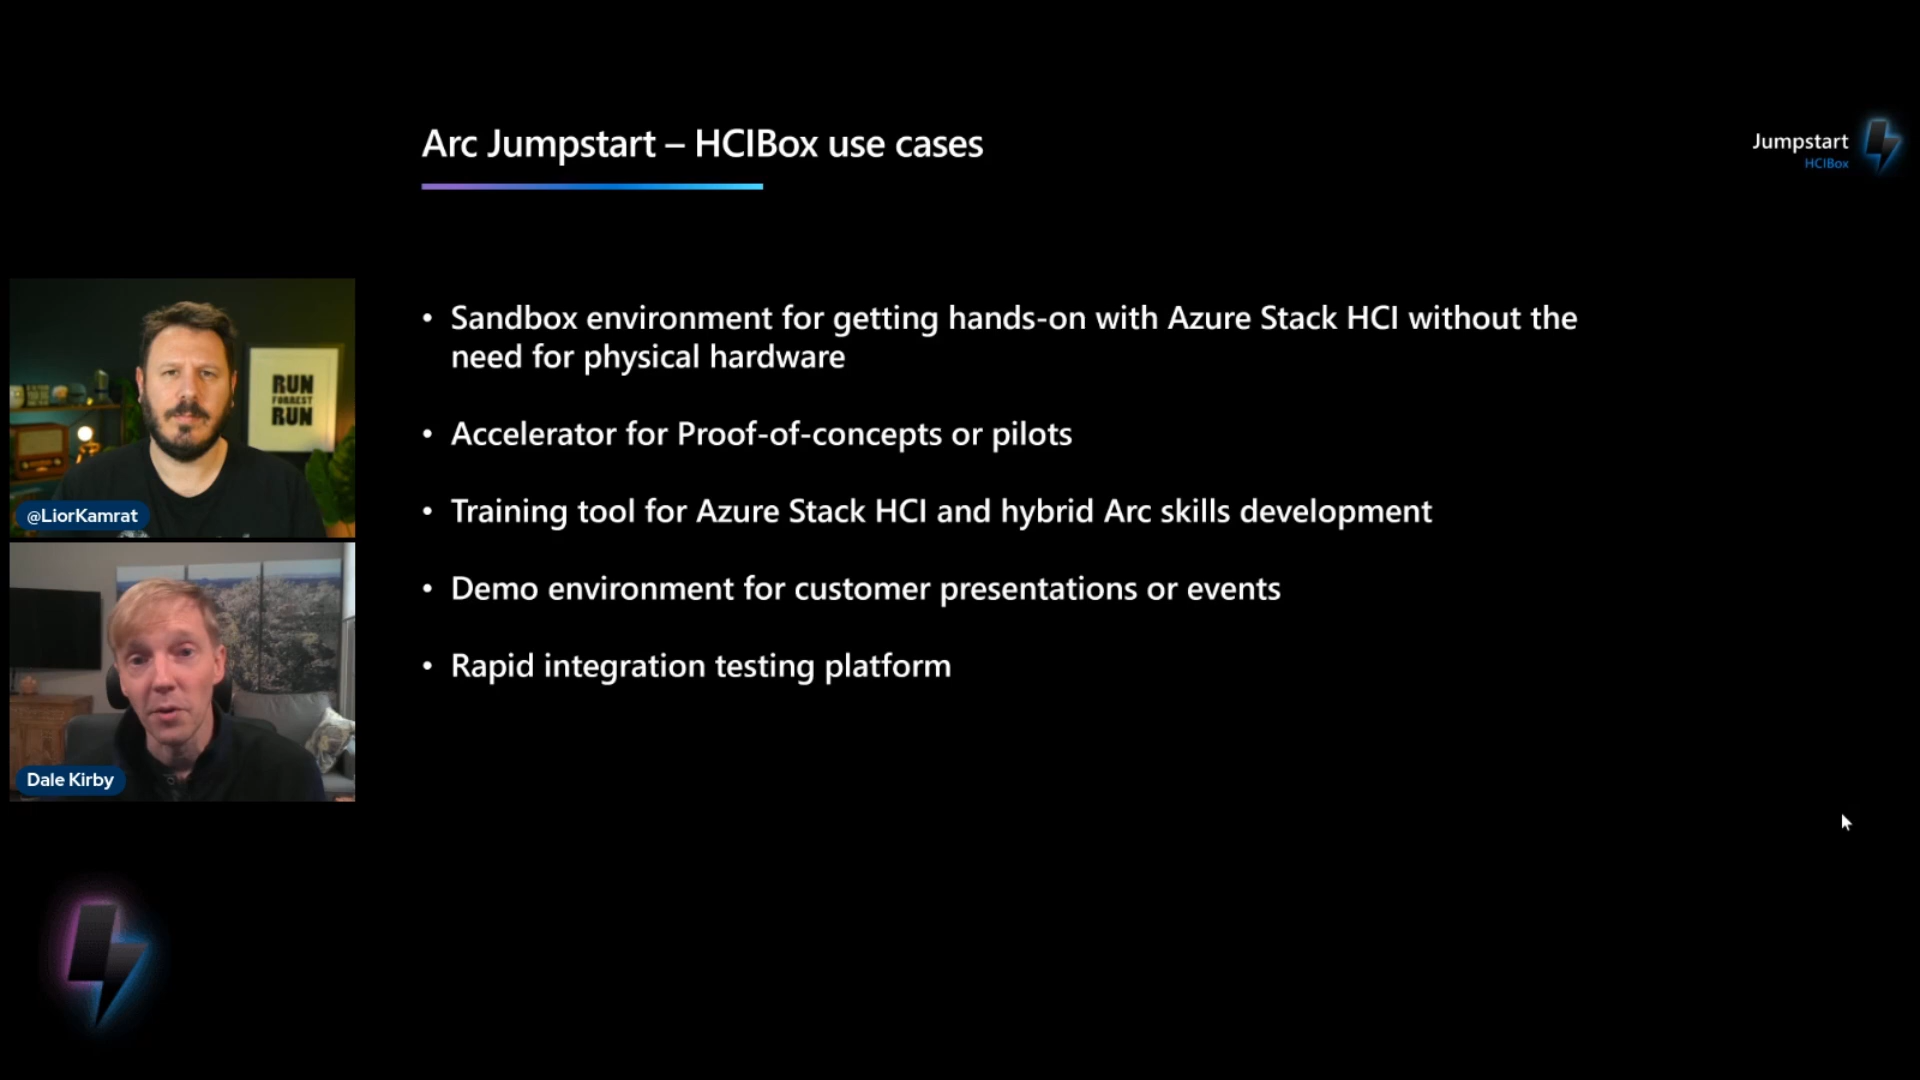 Arc Jumpstart – HCIBox use cases
Jumpstart
HCIBox
• Sandbox environment for getting hands-on with Azure Stack HCI without the
need for physical hardware
• Accelerator for Proof-of-concepts or pilots
• Training tool for Azure Stack HCI and hybrid Arc skills development
• Demo environment for customer presentations or events
• Rapid integration testing platform
RUN
FORREST
RUN
@LiorKamrat
Dale Kirby